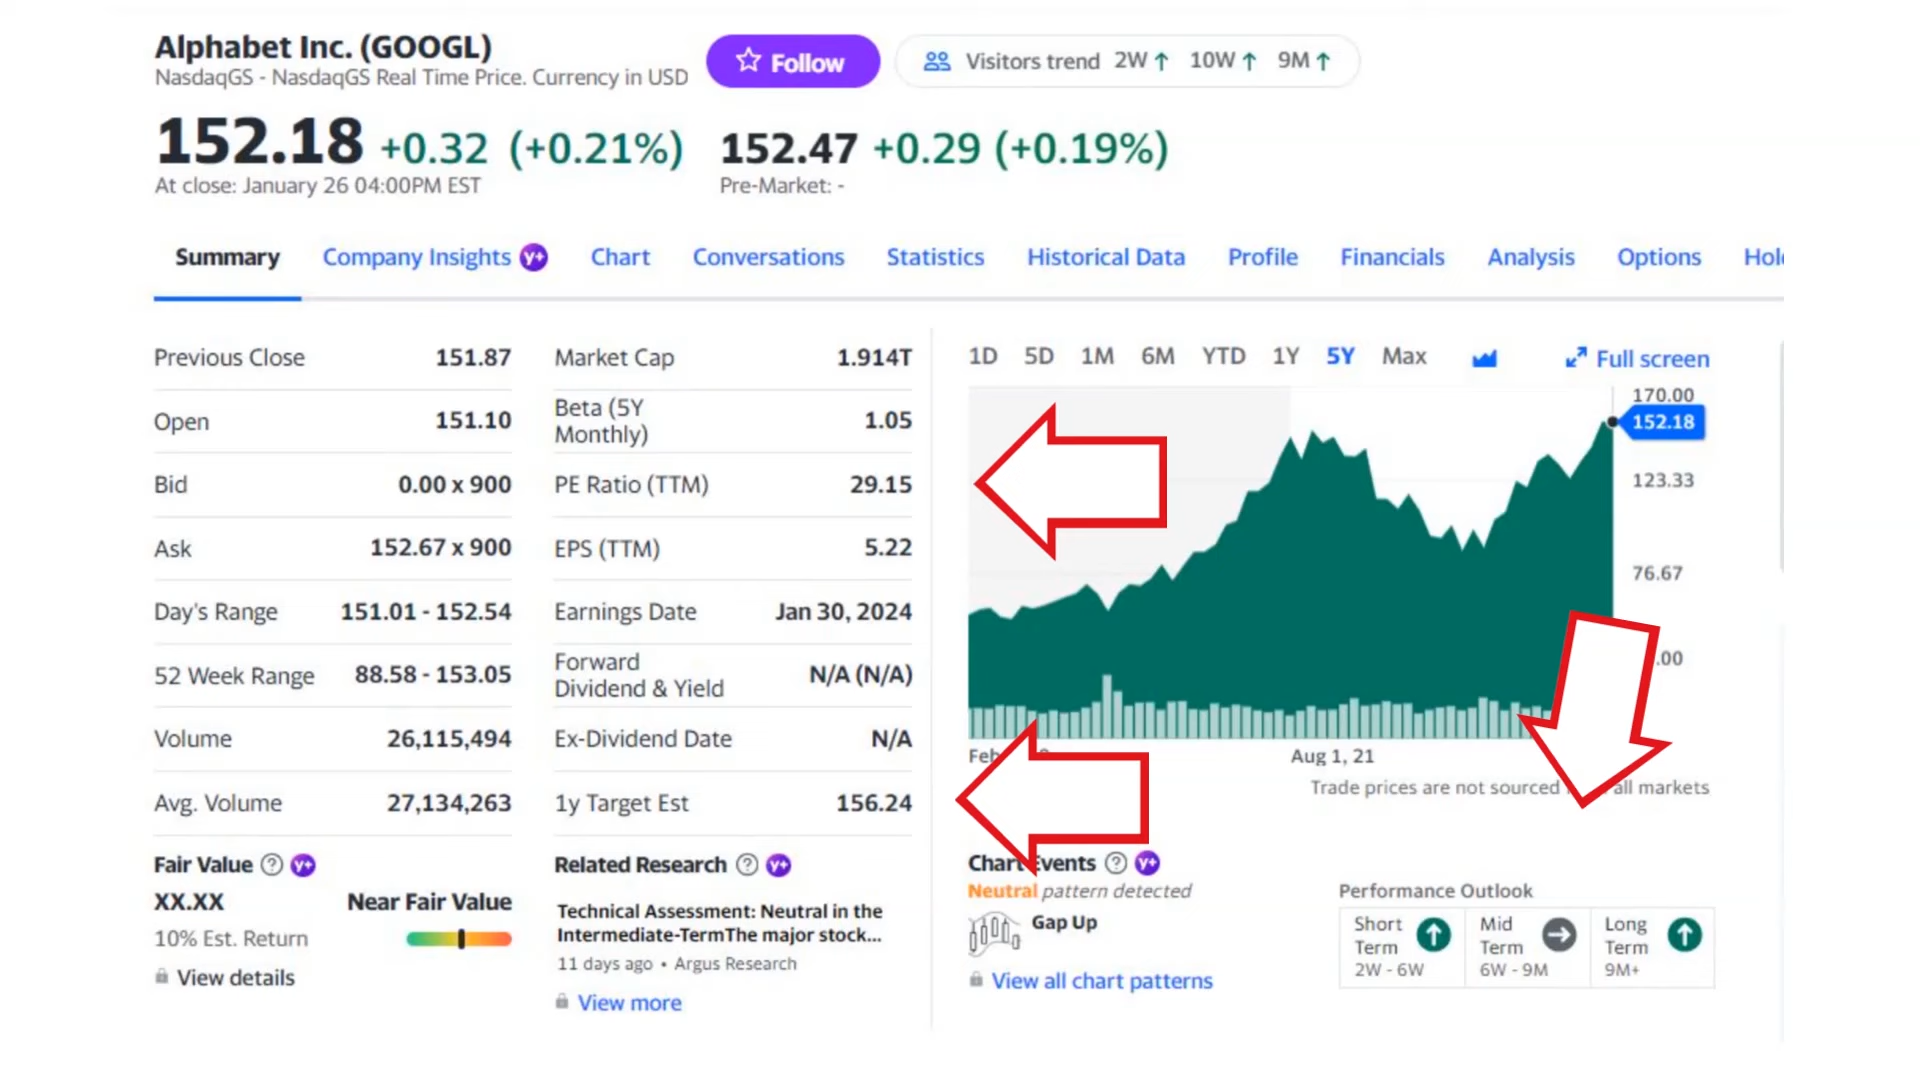 Alphabet Inc. (GOOGL)
NasdaqGS - NasdaqGS Real Time Price. Currency in USD
Follow
Visitors trend 2W ↑ 10W ↑ 9M ↑
152.18 +0.32 (+0.21%)
At close: January 26 04:00PM EST
152.47 +0.29 (+0.19%)
Pre-Market: -
Summary Company Insights Y+ Chart Conversations Statistics Historical Data Profile Financials Analysis Options
Previous Close 151.87
Open 151.10
Bid 0.00 x 900
Ask 152.67 x 900
Day's Range 151.01 - 152.54
52 Week Range 88.58 - 153.05
Volume 26,115,494
Avg. Volume 27,134,263
Market Cap 1.914T
Beta (5Y
Monthly) 1.05
PE Ratio (TTM) 29.15
EPS (TTM) 5.22
Earnings Date Jan 30, 2024
Forward
Dividend & Yield N/A (N/A)
Ex-Dividend Date N/A
1y Target Est 156.24
1D 5D 1M 6M YTD 1Y 5Y Max Full screen
170.00
152.18
123.33
76.67
.00
Feb
Aug 1, 21
Trade prices are not sourced all markets
Fair Value ? Y+
XX.XX Near Fair Value
10% Est. Return
View details
Related Research ? Y+
Technical Assessment: Neutral in the
Intermediate-TermThe major stock...
11 days ago • Argus Research
View more
Chart Events ? Y+
Neutral pattern detected
Gap Up
View all chart patterns
Performance Outlook
Short
Term
2W - 6W
Mid
Term
6W - 9M
Long
Term
9M+